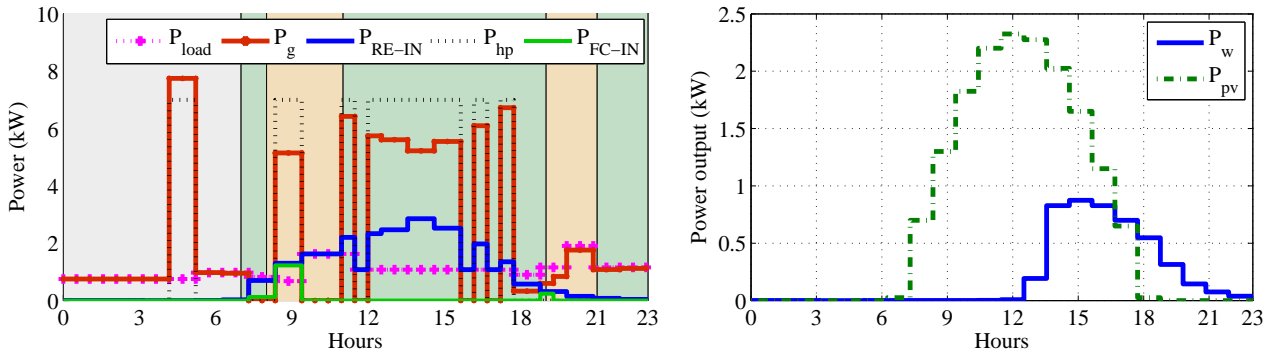 10
8
6
4
2
0
Power (kW)
P_load P_g P_RE−IN P_hp P_FC−IN
0 3 6 9 12 15 18 21 23
Hours
2.5
2
1.5
1
0.5
0
Power output (kW)
P_w
P_pv
0 3 6 9 12 15 18 21 23
Hours